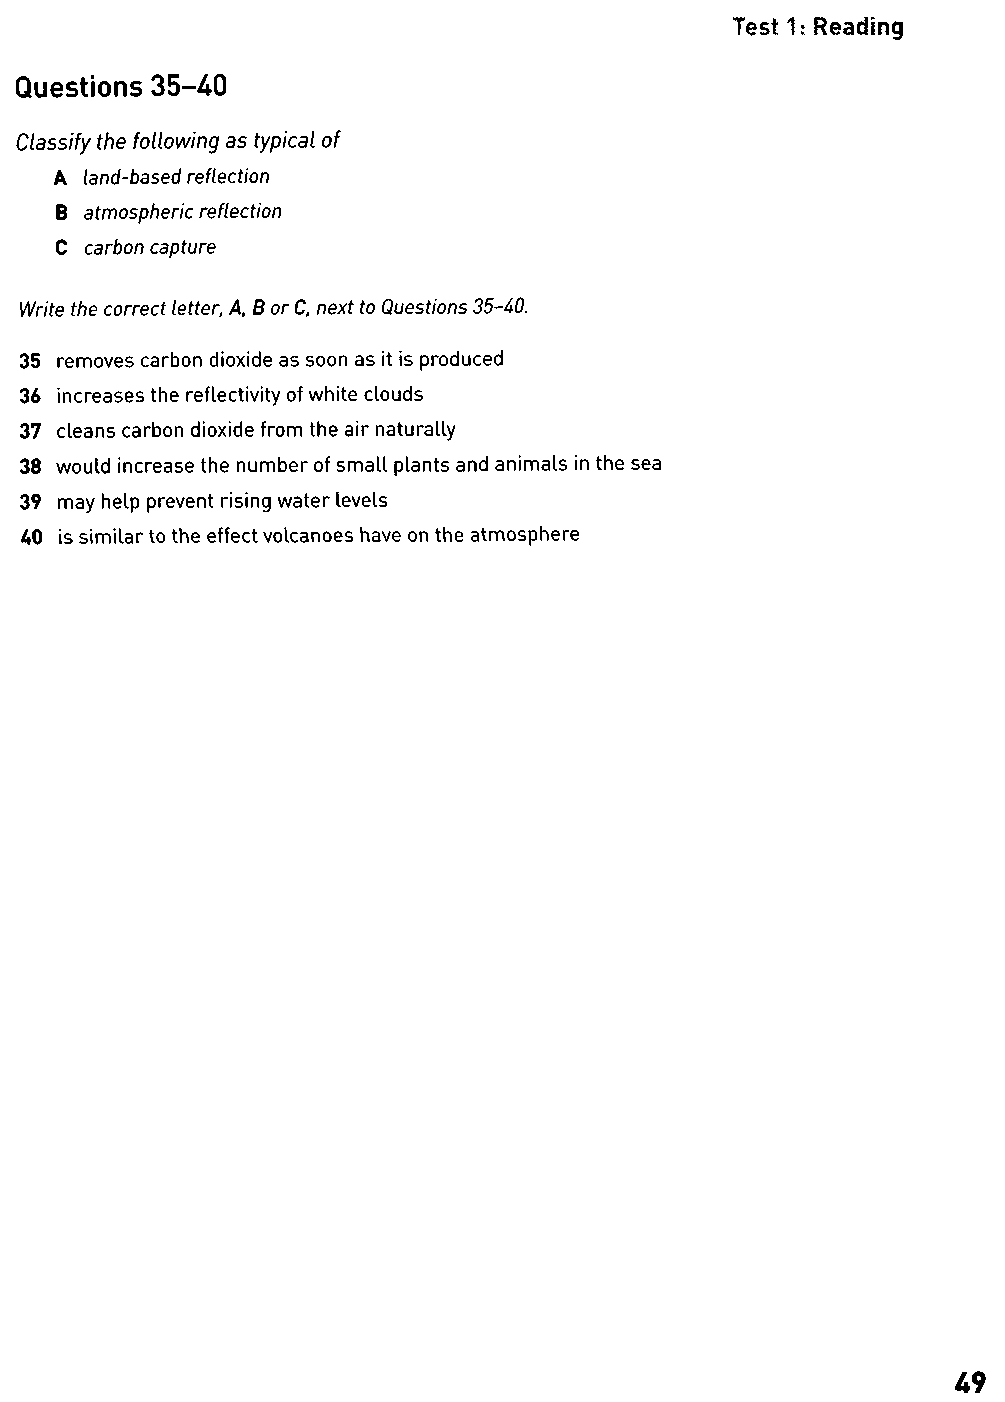 Test 1: Reading
Questions 35–40
Classify the following as typical of
A land-based reflection
B atmospheric reflection
C carbon capture
Write the correct letter, A, B or C, next to Questions 35–40.
35 removes carbon dioxide as soon as it is produced
36 increases the reflectivity of white clouds
37 cleans carbon dioxide from the air naturally
38 would increase the number of small plants and animals in the sea
39 may help prevent rising water levels
40 is similar to the effect volcanoes have on the atmosphere
49